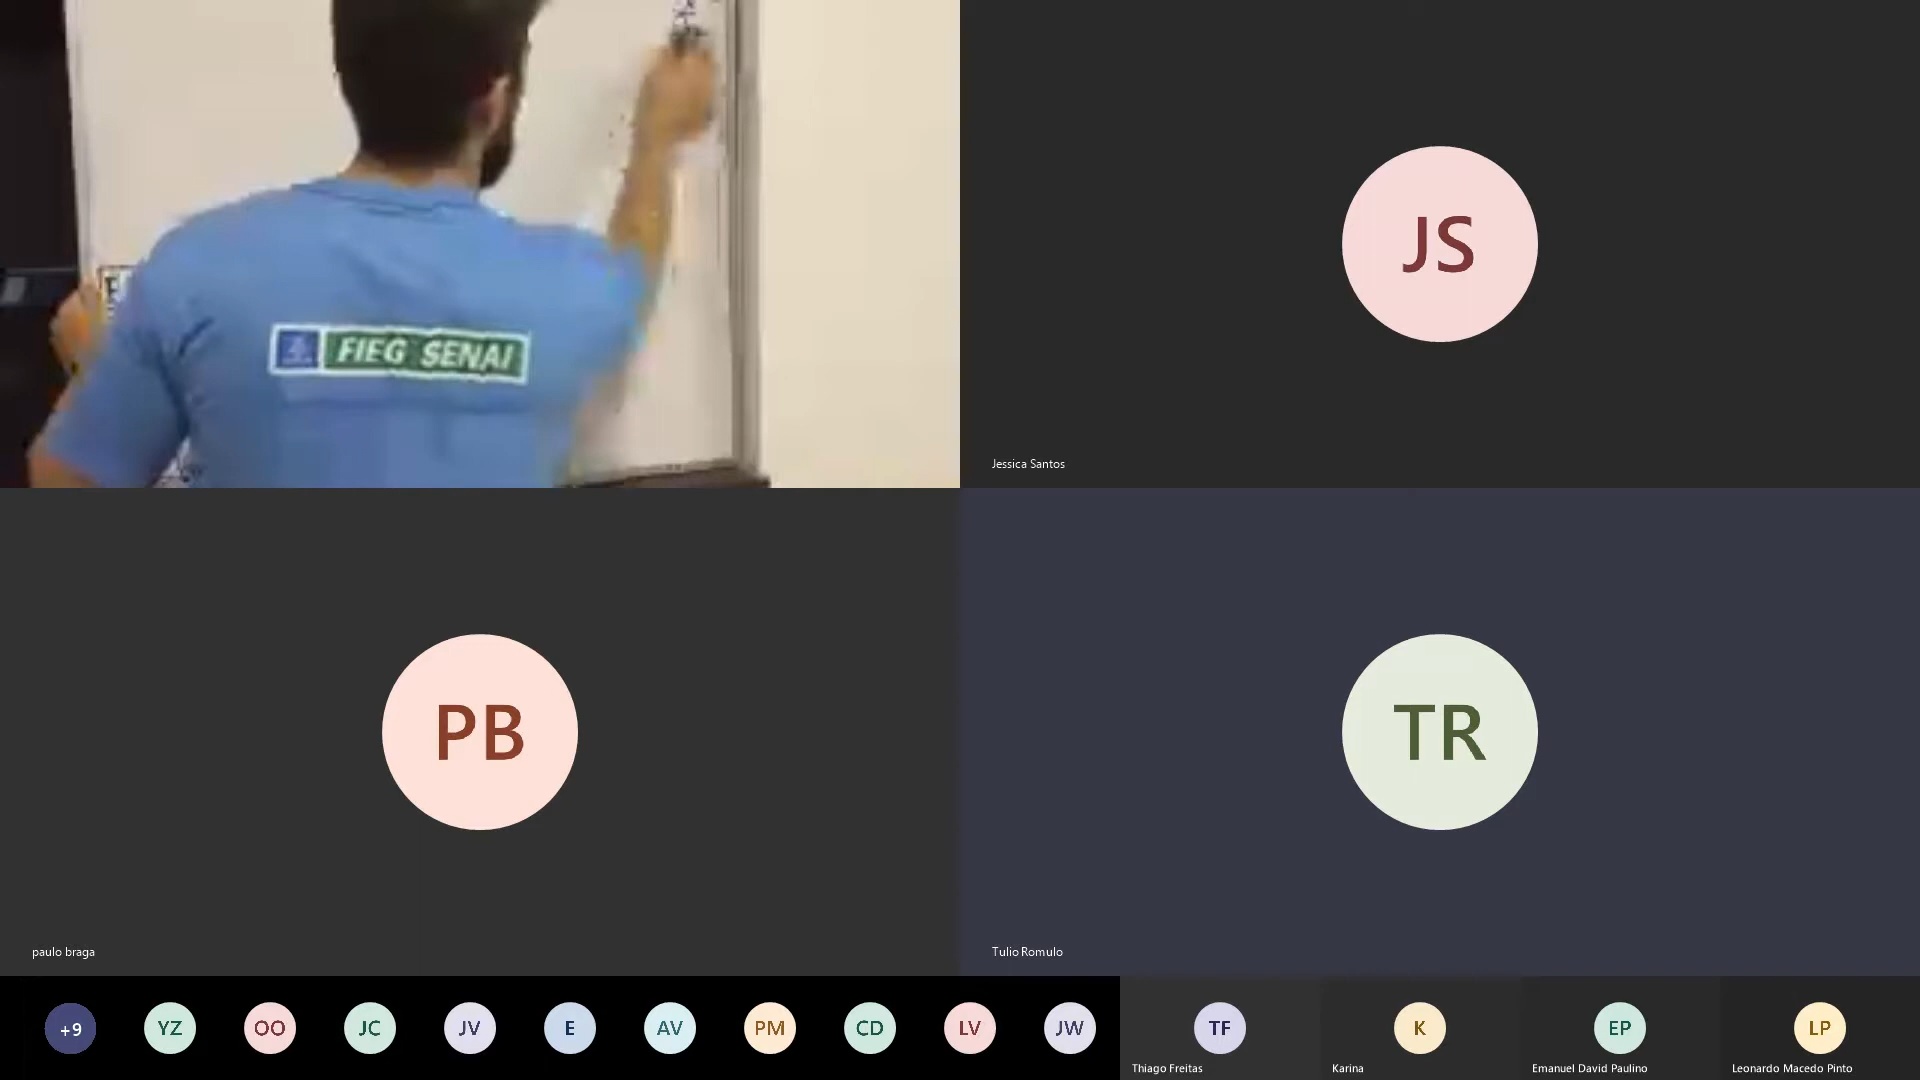 FIEG SENAI
JS
Jessica Santos
PB
paulo braga
TR
Tulio Romulo
+9
YZ
OO
JC
JV
E
AV
PM
CD
LV
JW
TF
Thiago Freitas
K
Karina
EP
Emanuel David Paulino
LP
Leonardo Macedo Pinto